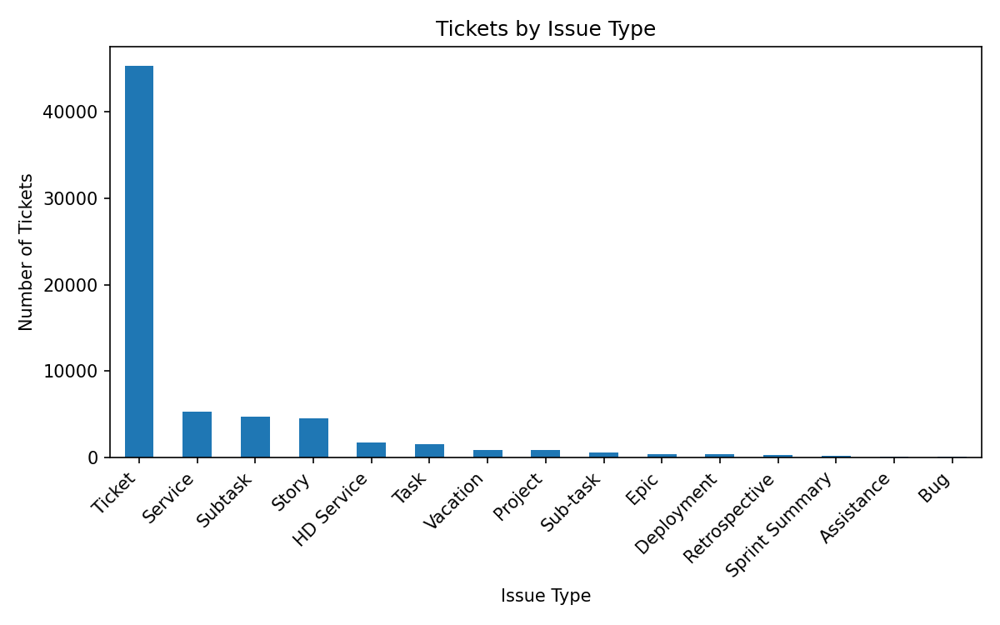 Tickets by Issue Type
Number of Tickets
40000
30000
20000
10000
0
Ticket
Service
Subtask
Story
HD Service
Task
Vacation
Project
Sub-task
Epic
Deployment
Retrospective
Sprint Summary
Assistance
Bug
Issue Type